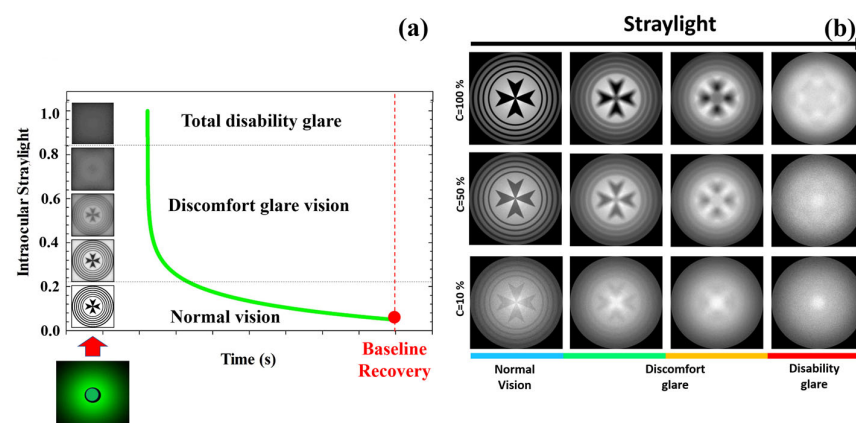 (a)
1.0
0.8
0.6
0.4
0.2
0.0
Intraocular Straylight
Total disability glare
Discomfort glare vision
Normal vision
Time (s)
Baseline
Recovery
Straylight
(b)
C=100 %
C=50 %
C=10 %
Normal
Vision
Discomfort
glare
Disability
glare